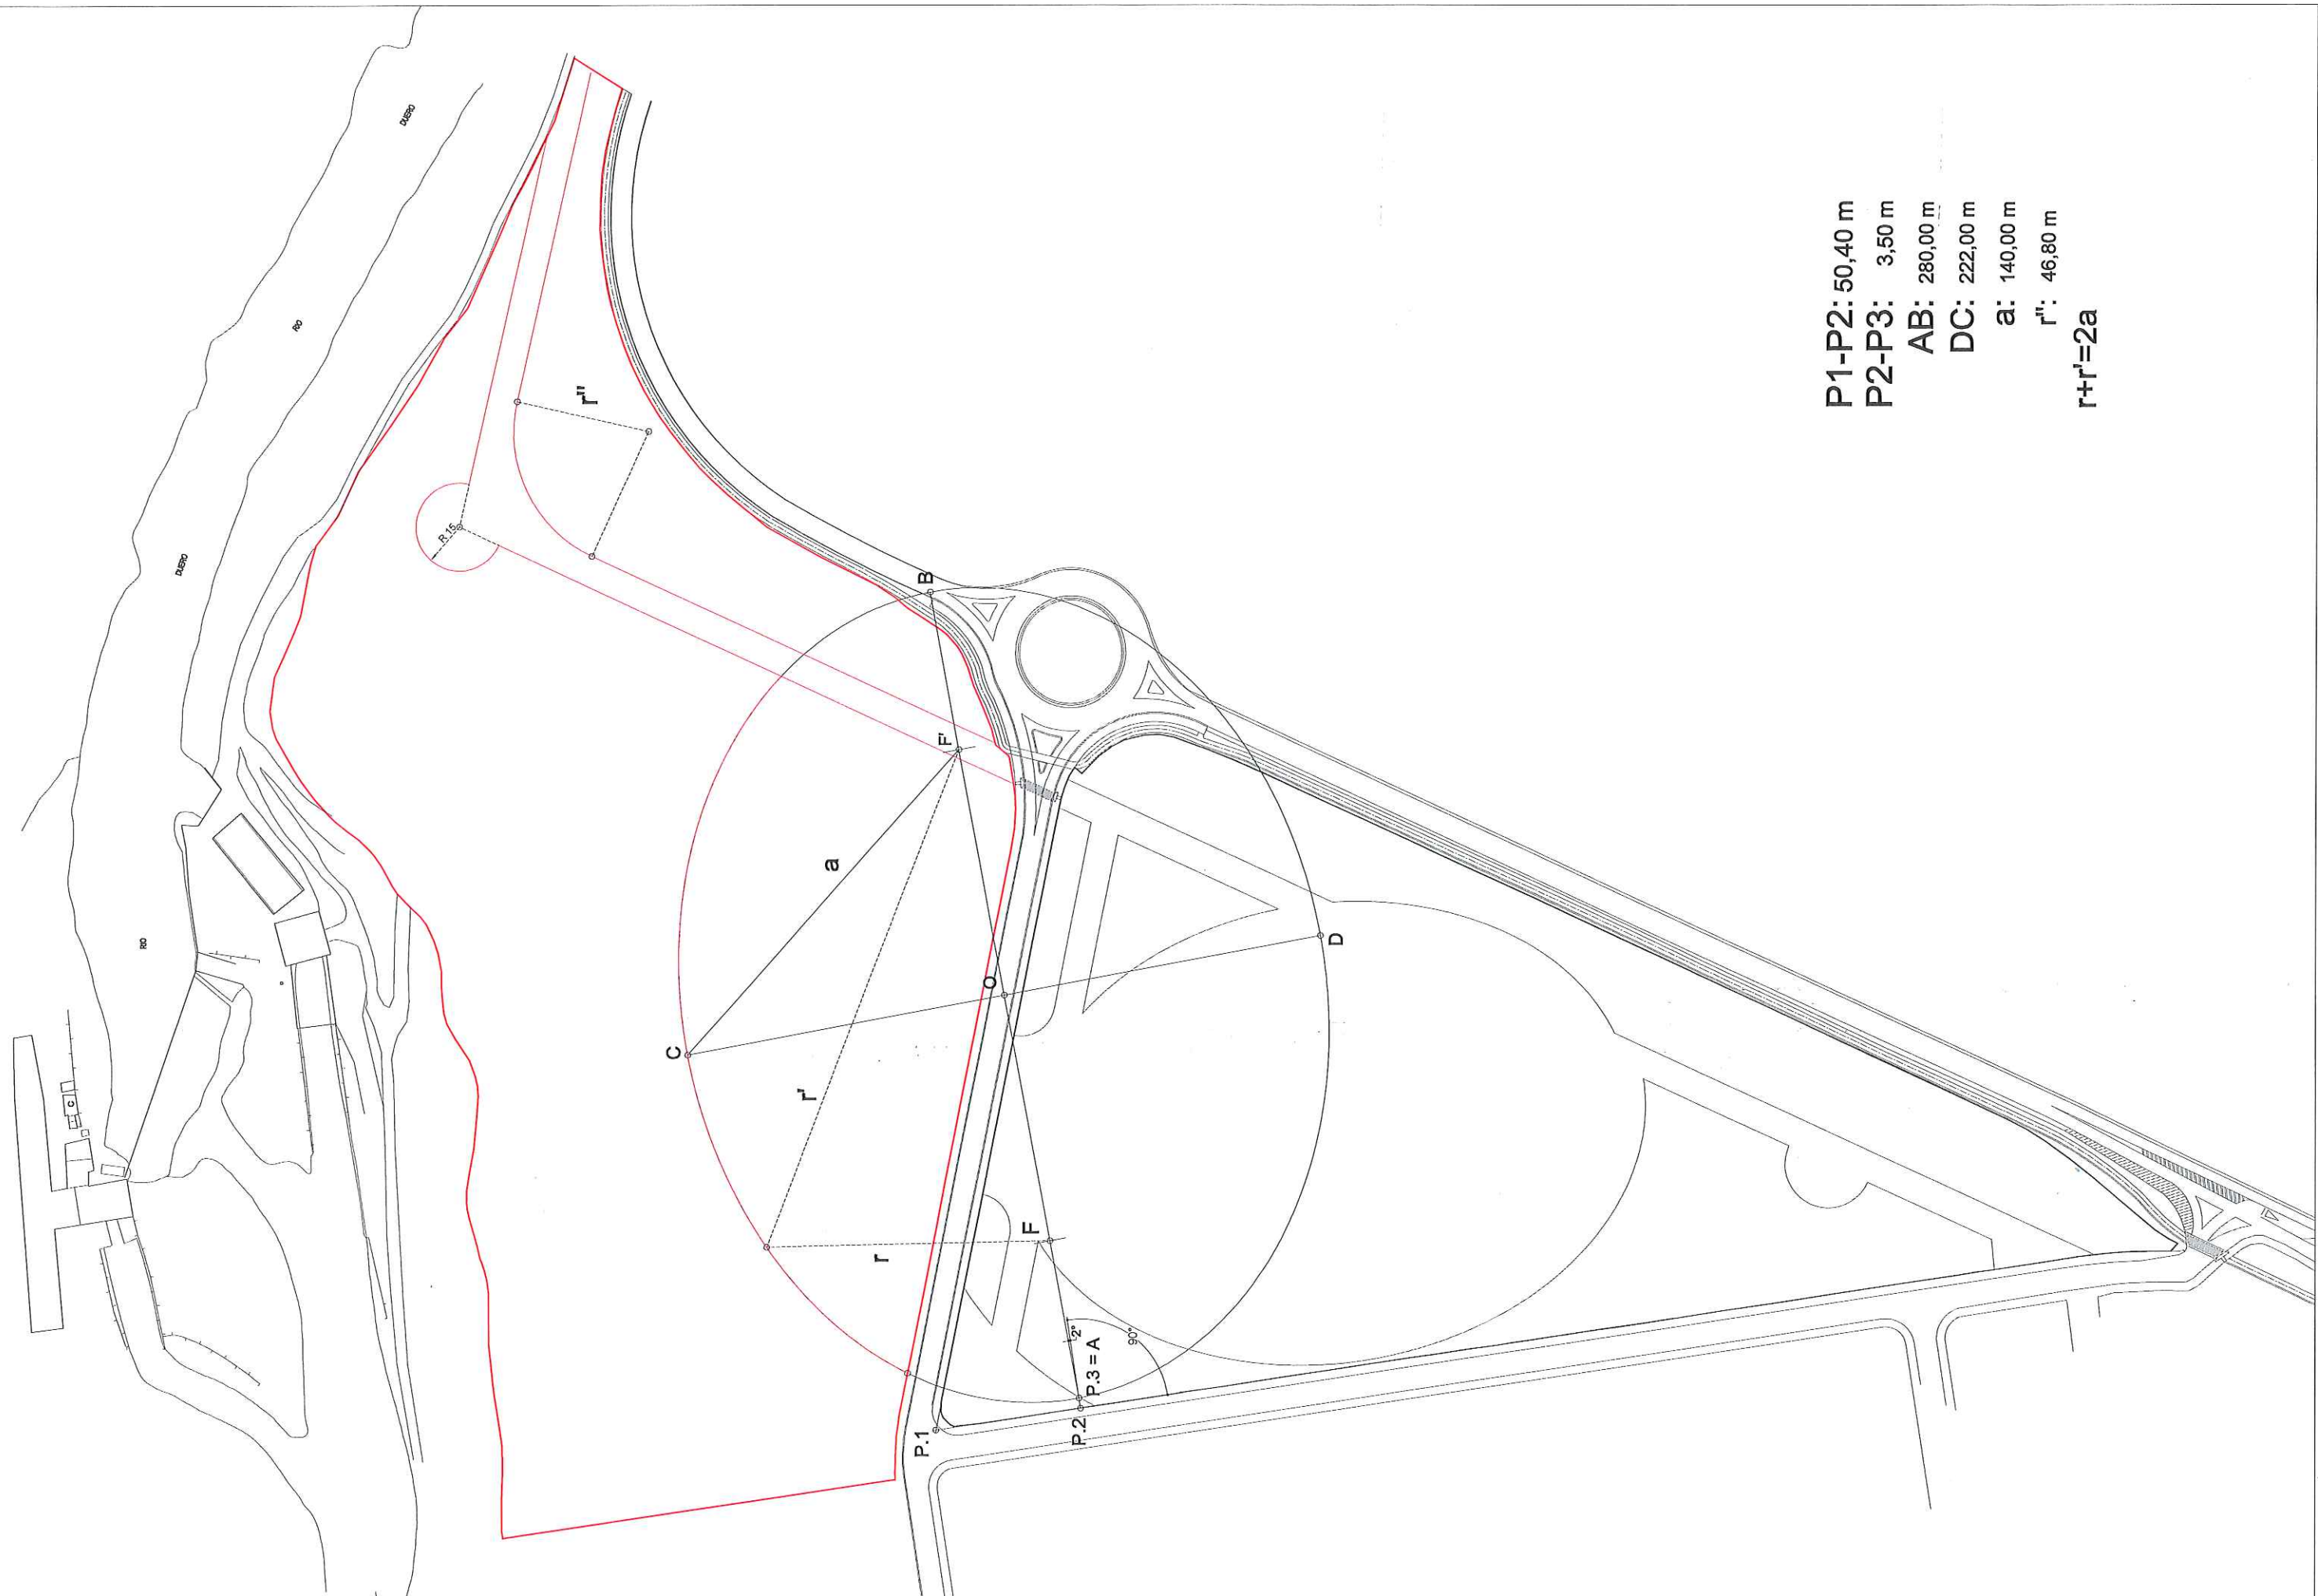 DUERO
RIO
DUERO
RIO
C
R 15
r"
B
F'
a
C
O
D
r'
r
F
2°
90°
P.3 = A
P.2
P.1
P1-P2: 50,40 m
P2-P3: 3,50 m
AB: 280,00 m
DC: 222,00 m
a: 140,00 m
r": 46,80 m
r+r'=2a